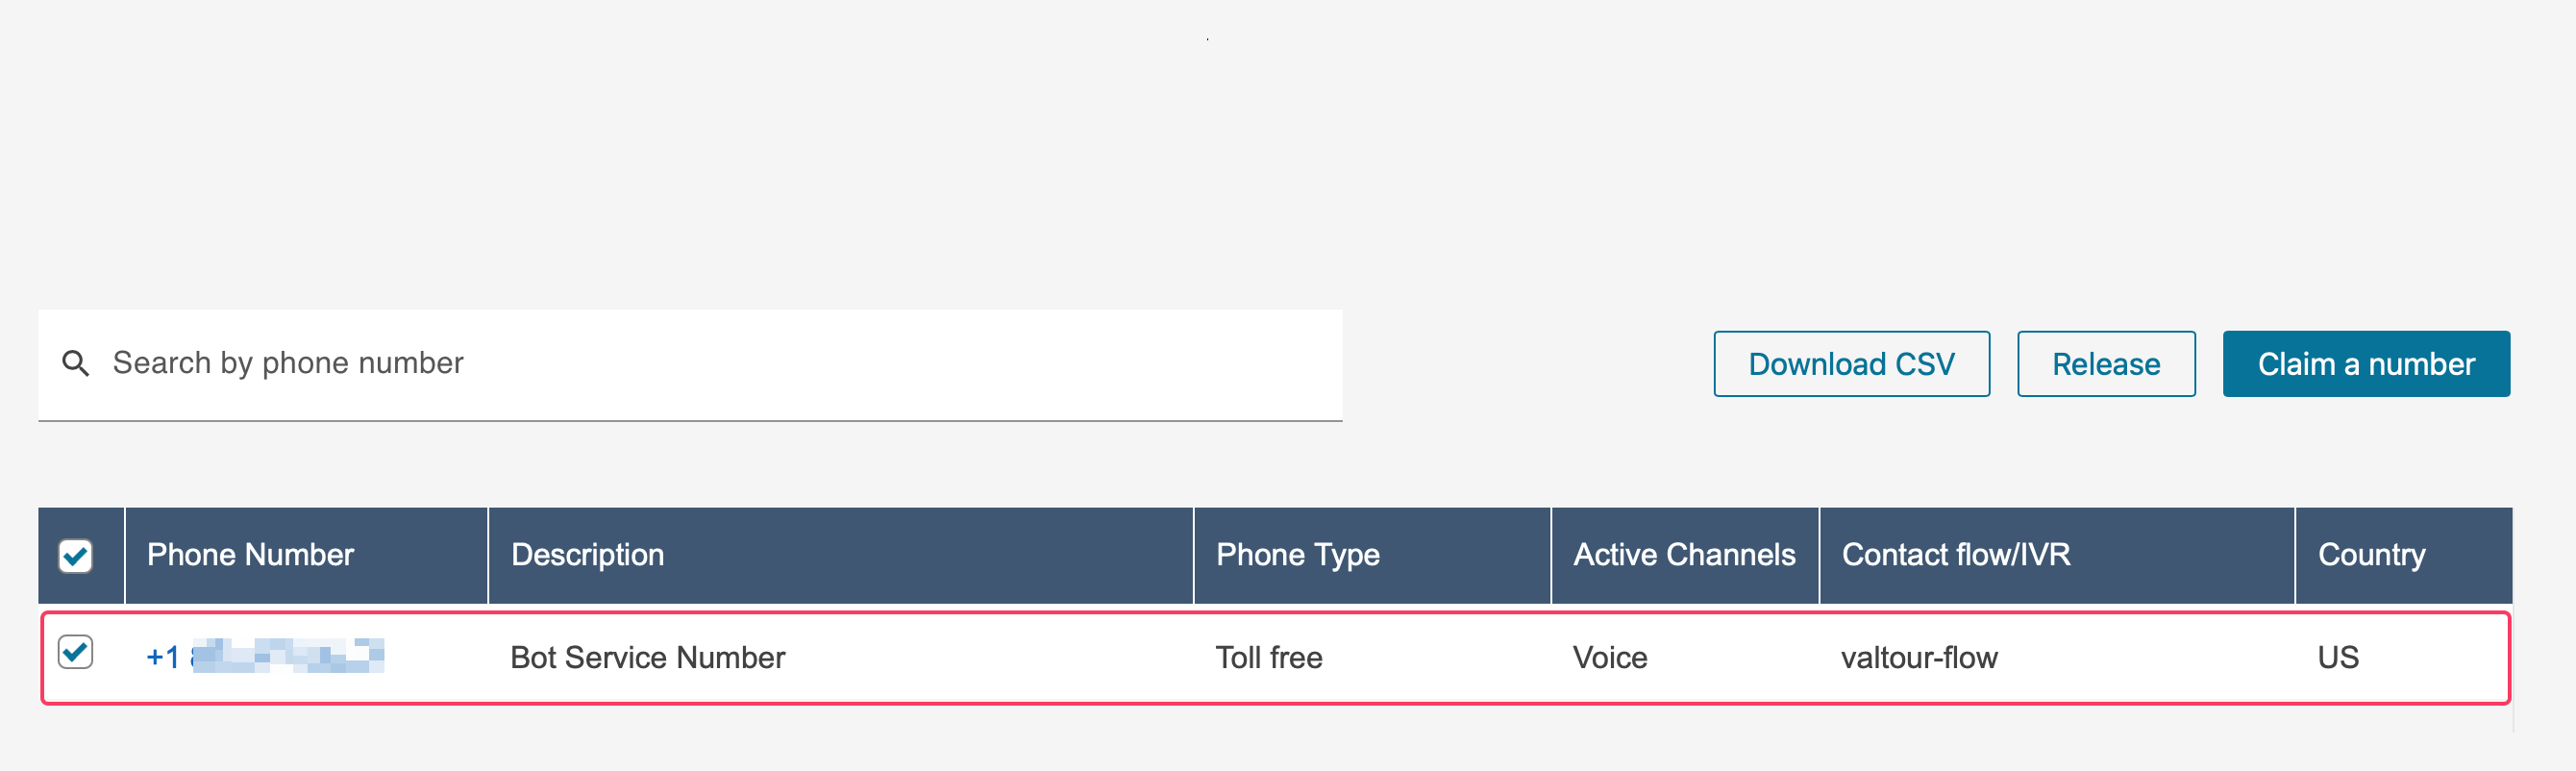 Search by phone number
Download CSV Release Claim a number
Phone Number Description Phone Type Active Channels Contact flow/IVR Country
+1 Bot Service Number Toll free Voice valtour-flow US